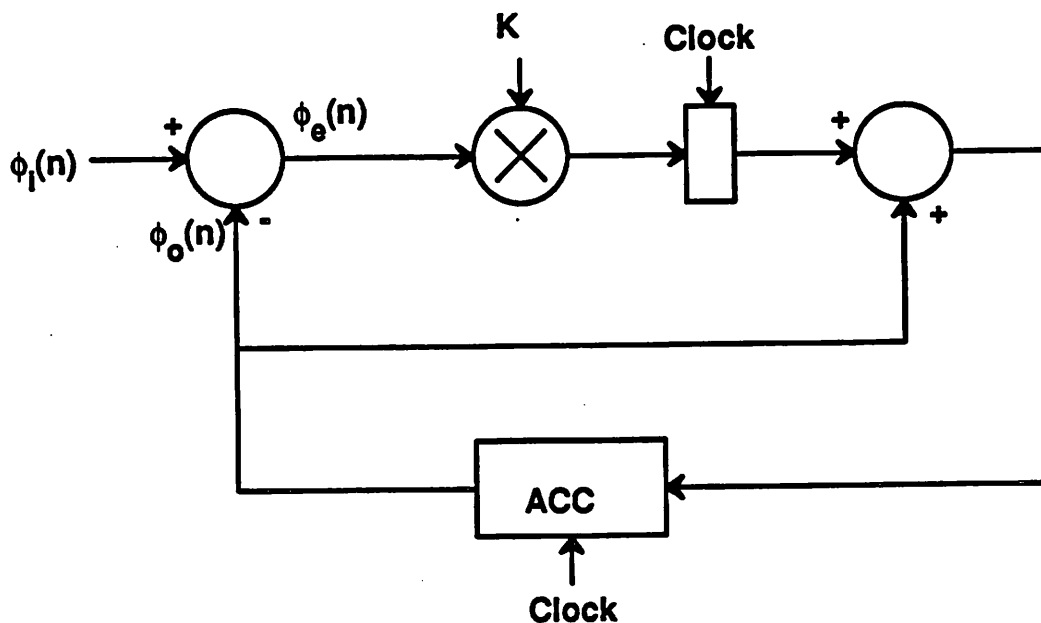 K
Clock
+
ϕe(n)
+
ϕi(n)
ϕo(n)
-
+
ACC
Clock